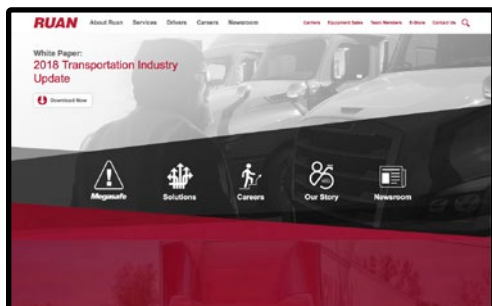 RUAN
About Ruan Services Drivers Careers Newsroom
Carriers Equipment Sales Team Members E-Store Contact Us
White Paper:
2018 Transportation Industry
Update
Download Now
Megasafe Solutions Careers Our Story Newsroom